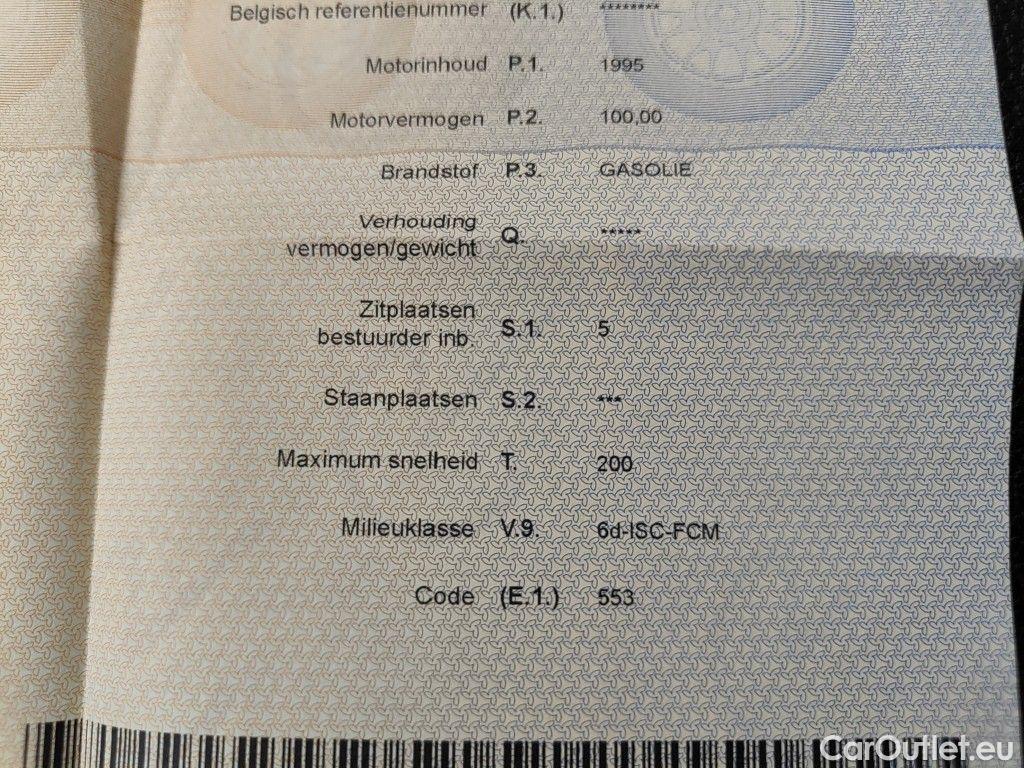 Belgisch referentienummer (K.1.) ********
Motorinhoud P.1. 1995
Motorvermogen P.2. 100,00
Brandstof P.3. GASOLIE
Verhouding
vermogen/gewicht Q. *****
Zitplaatsen
bestuurder inb. S.1. 5
Staanplaatsen S.2. ***
Maximum snelheid T. 200
Milieuklasse V.9. 6d-ISC-FCM
Code (E.1.) 553
CarOutlet.eu